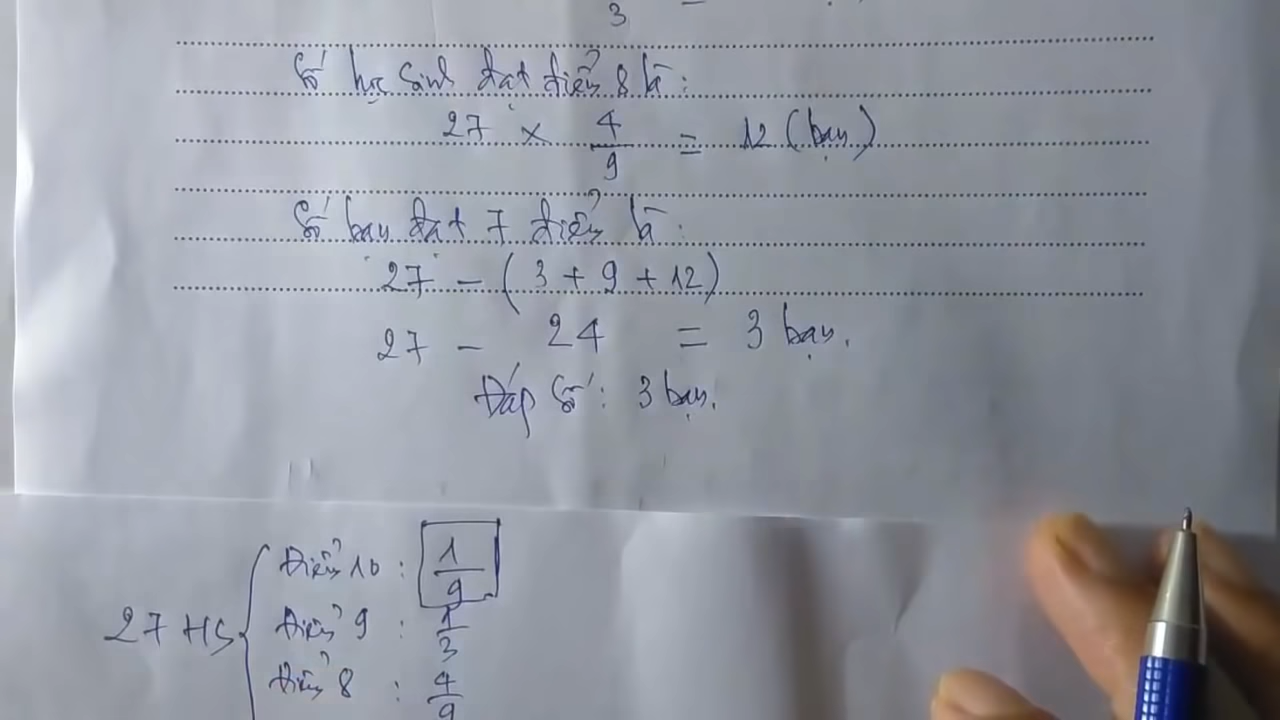 3 =
Số học sinh đạt điểm 8 là:
27 × 4/9 = 12 (bạn)
Số bạn đạt 7 điểm là:
27 - (3 + 9 + 12)
27 - 24 = 3 bạn.
Đáp số: 3 bạn.
27 HS
Điểm 10 : 1/9
Điểm 9 : 1/3
Điểm 8 : 4/9